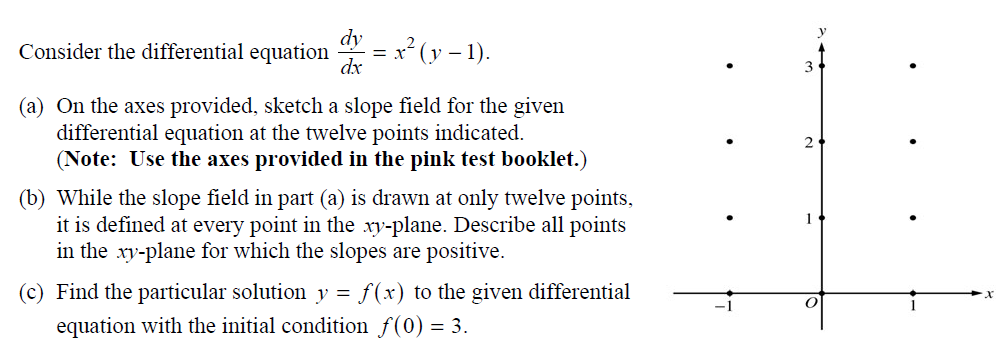 Consider the differential equation dy/dx = x²(y − 1).
(a) On the axes provided, sketch a slope field for the given
differential equation at the twelve points indicated.
(Note: Use the axes provided in the pink test booklet.)
(b) While the slope field in part (a) is drawn at only twelve points,
it is defined at every point in the xy-plane. Describe all points
in the xy-plane for which the slopes are positive.
(c) Find the particular solution y = f(x) to the given differential
equation with the initial condition f(0) = 3.
y
3
2
1
x
−1 O 1